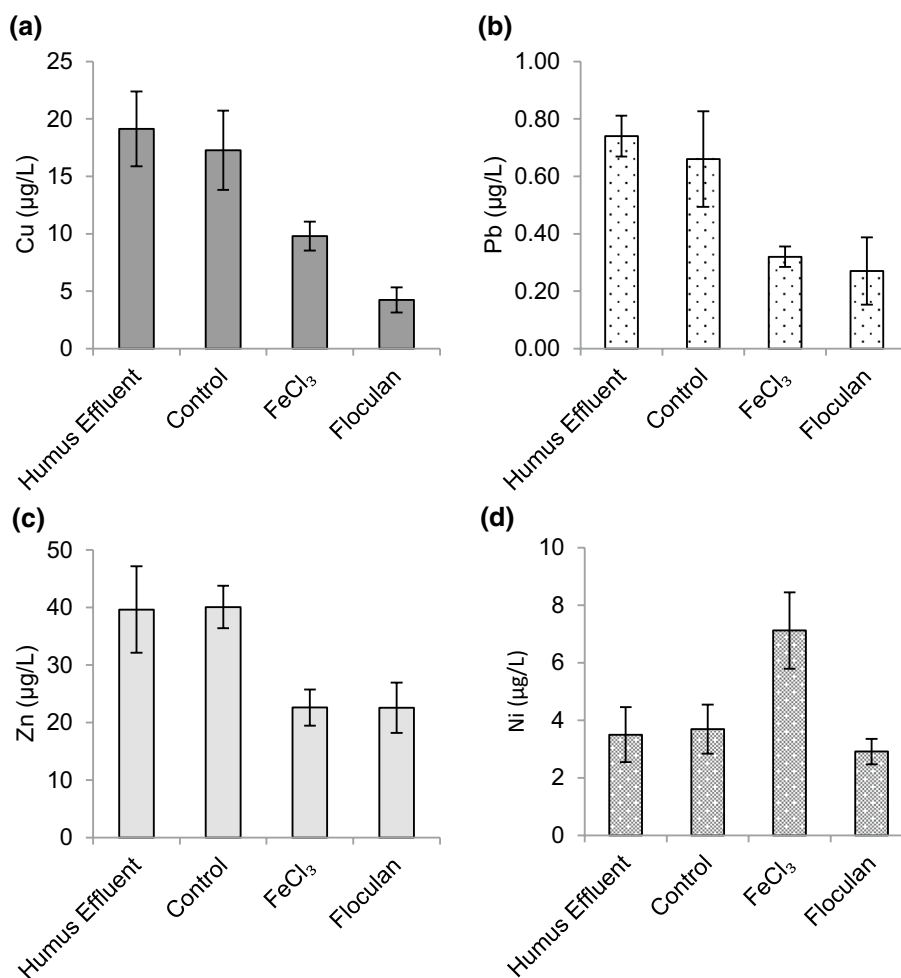 (a)
25
20
15
10
5
0
Cu (µg/L)
Humus Effluent
Control
FeCl₃
Floculan
(b)
1.00
0.80
0.60
0.40
0.20
0.00
Pb (µg/L)
Humus Effluent
Control
FeCl₃
Floculan
(c)
50
40
30
20
10
0
Zn (µg/L)
Humus Effluent
Control
FeCl₃
Floculan
(d)
10
8
6
4
2
0
Ni (µg/L)
Humus Effluent
Control
FeCl₃
Floculan